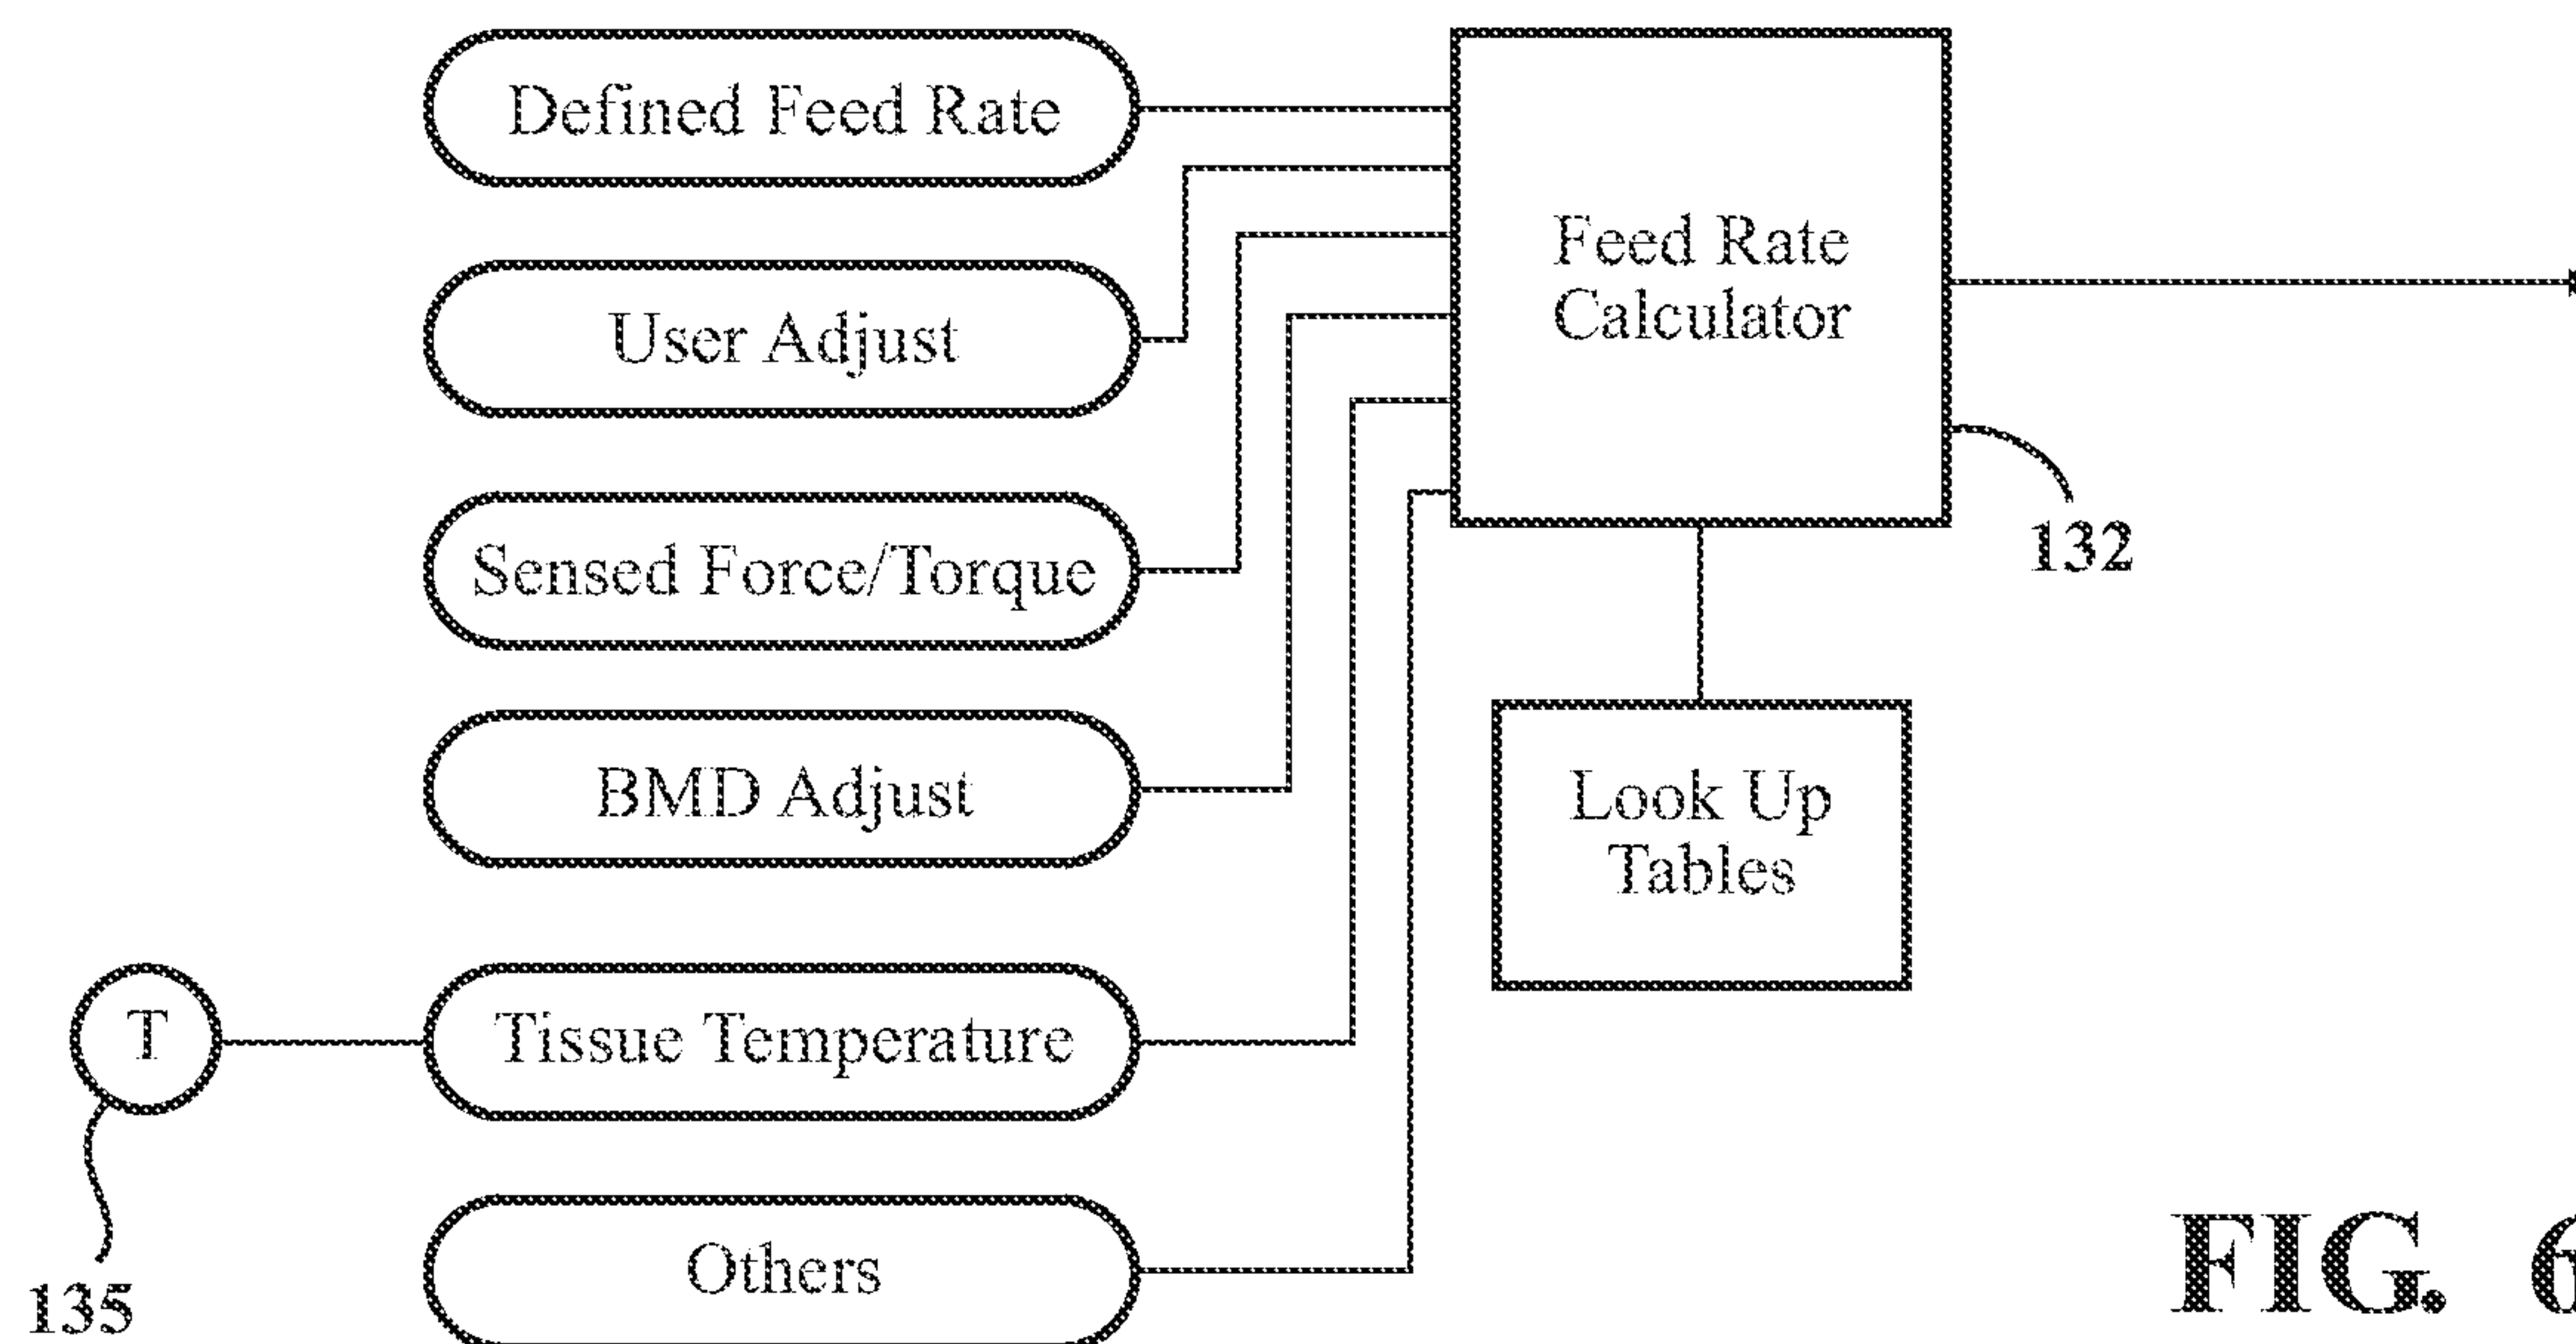 Defined Feed Rate
User Adjust
Sensed Force/Torque
BMD Adjust
T
Tissue Temperature
Others
135
Feed Rate
Calculator
132
Look Up
Tables
FIG. 6